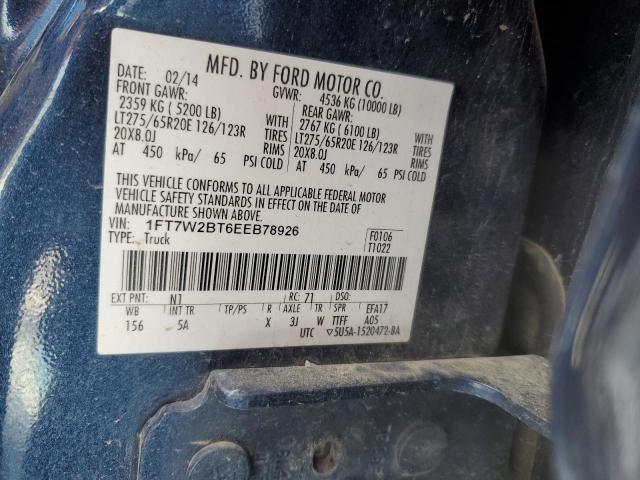 MFD. BY FORD MOTOR CO.
DATE: 02/14 GVWR: 4536 KG (10000 LB)
FRONT GAWR: REAR GAWR:
2359 KG ( 5200 LB) WITH 2767 KG ( 6100 LB) WITH
LT275/65R20E 126/123R TIRES LT275/65R20E 126/123R TIRES
20X8.0J RIMS 20X8.0J RIMS
AT 450 kPa/ 65 PSI COLD AT 450 kPa/ 65 PSI COLD
THIS VEHICLE CONFORMS TO ALL APPLICABLE FEDERAL MOTOR
VEHICLE SAFETY STANDARDS IN EFFECT ON THE DATE OF
MANUFACTURE SHOWN ABOVE.
VIN: 1FT7W2BT6EEB78926 F0106
TYPE: Truck T1022
EXT PNT: N1 RC: 71 DSO:
WB INT TR TP/PS R AXLE TR SPR EFA17
156 5A X 3J W TTFF A05
UTC ▽5U5A-1520472-BA